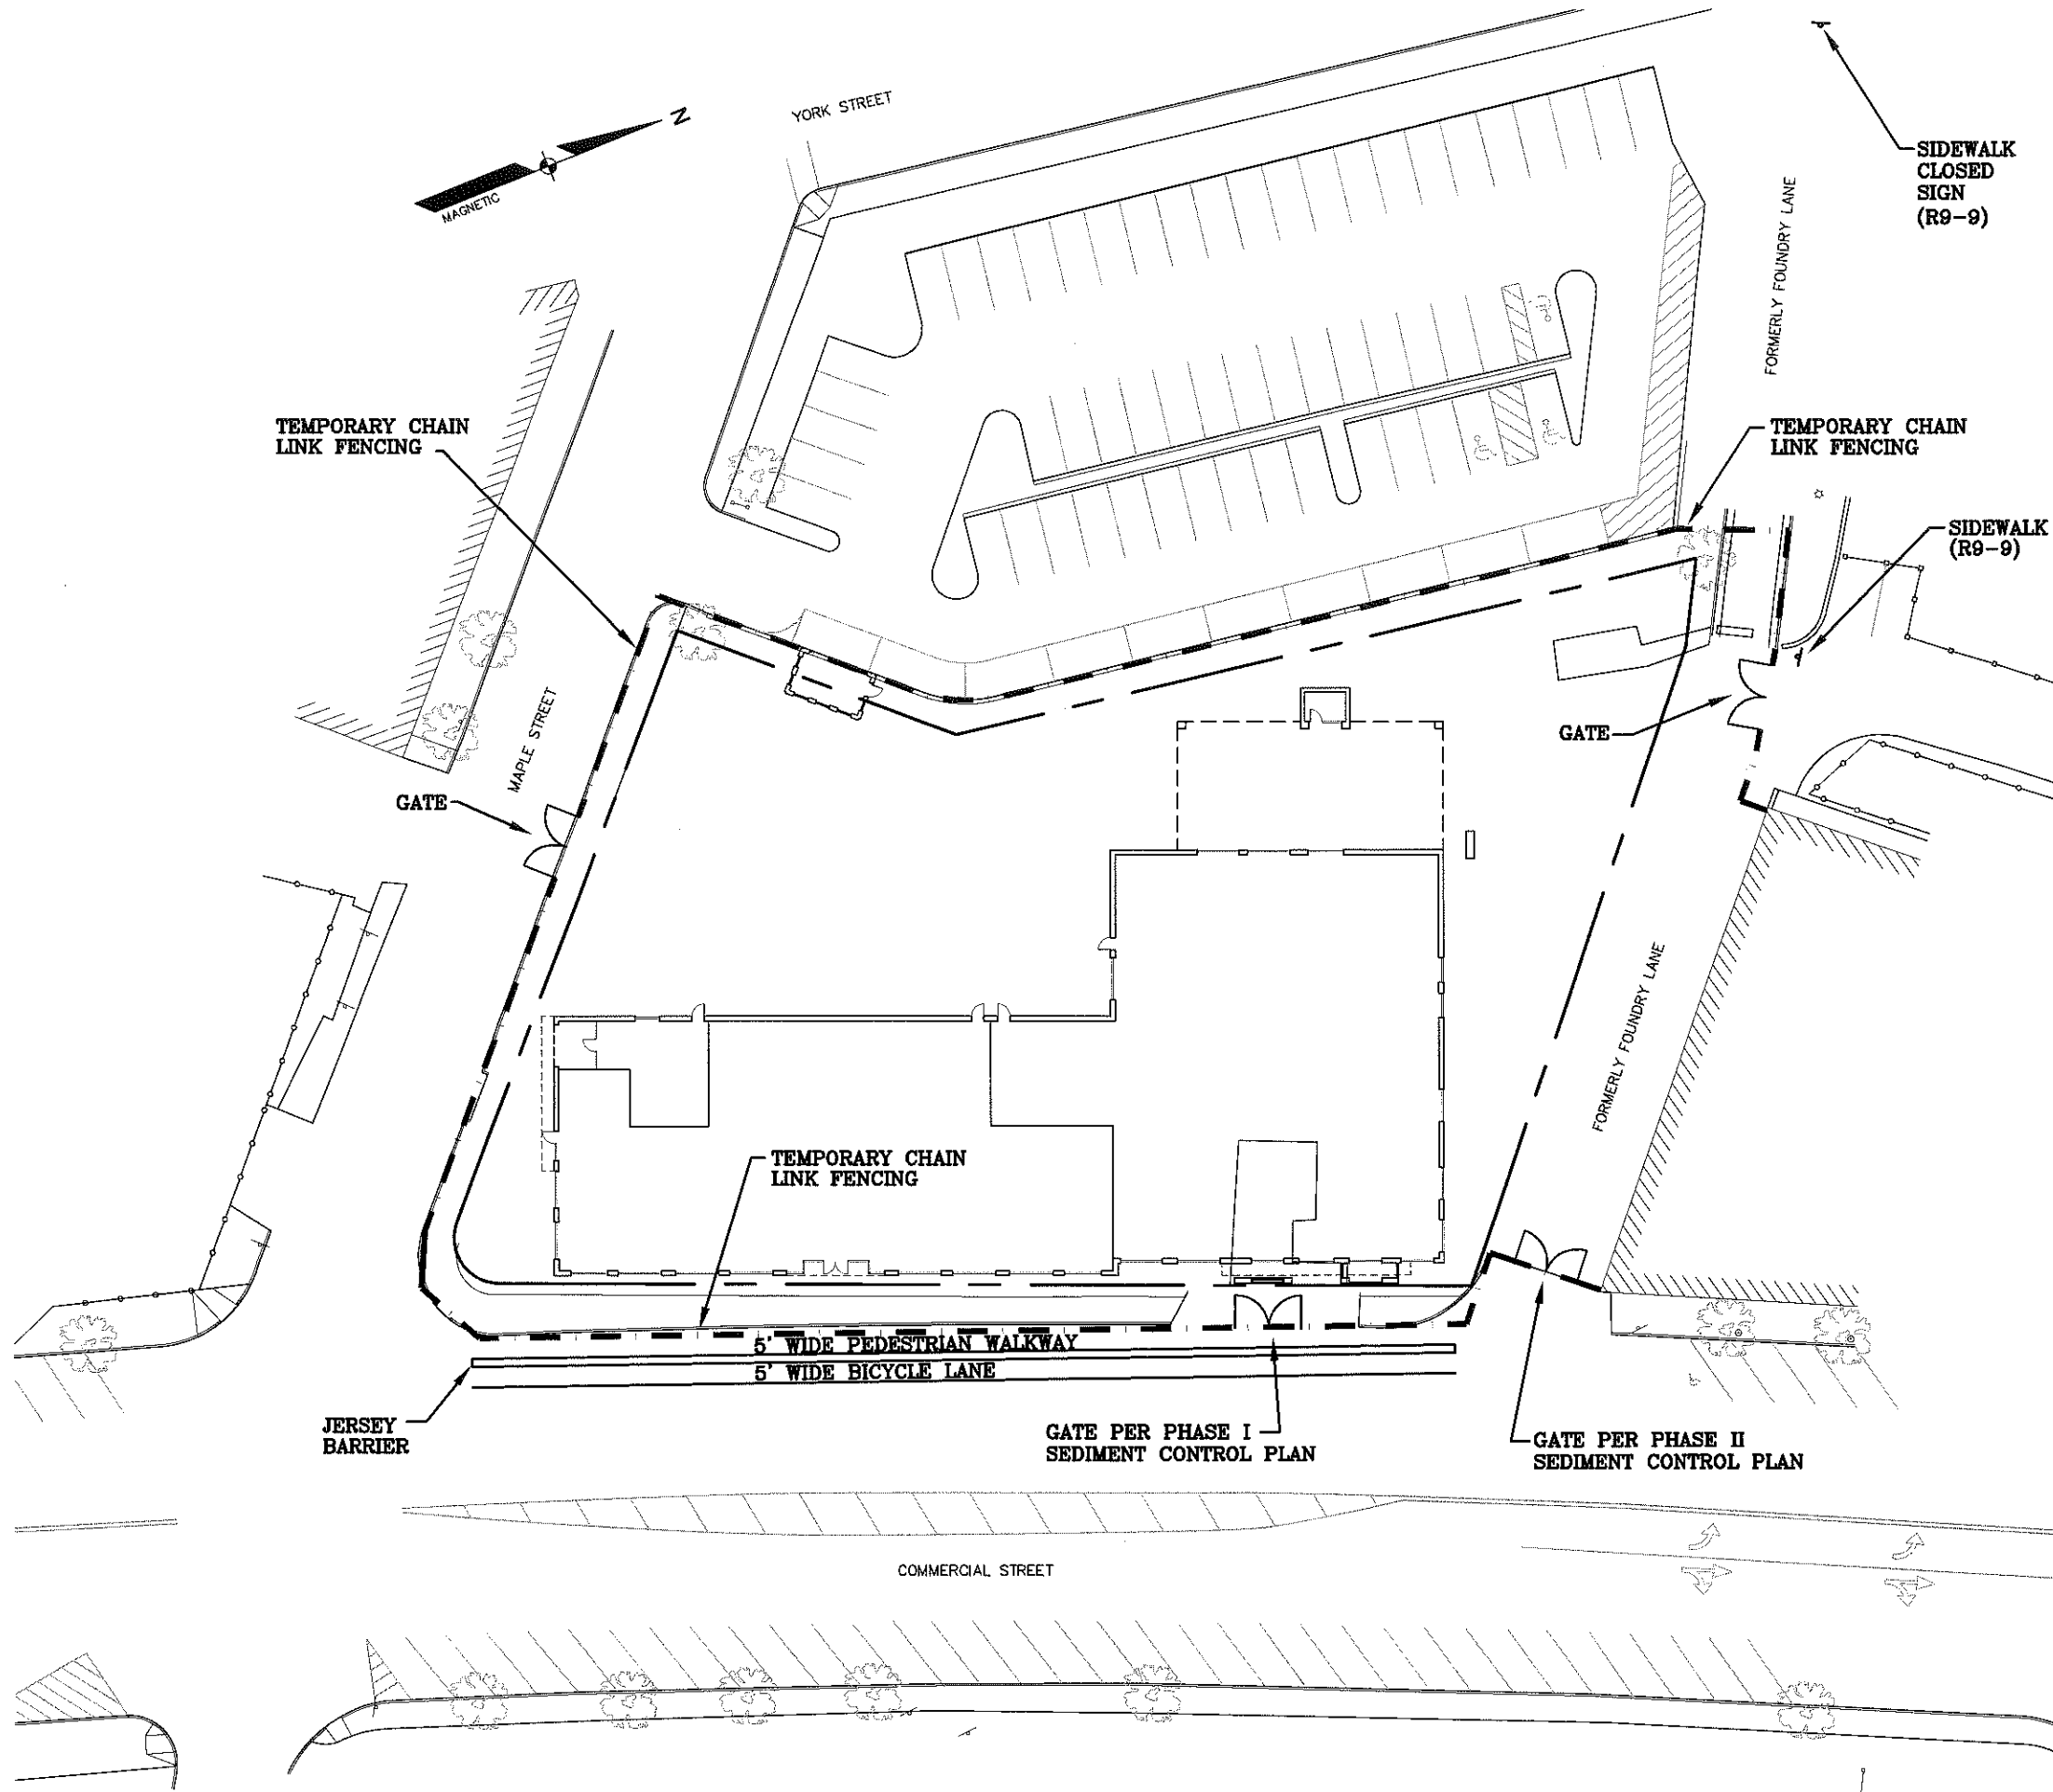 YORK STREET
N
MAGNETIC
SIDEWALK
CLOSED
SIGN
(R9-9)
FORMERLY FOUNDRY LANE
TEMPORARY CHAIN
LINK FENCING
TEMPORARY CHAIN
LINK FENCING
SIDEWALK
(R9-9)
MAPLE STREET
GATE
GATE
FORMERLY FOUNDRY LANE
TEMPORARY CHAIN
LINK FENCING
5' WIDE PEDESTRIAN WALKWAY
5' WIDE BICYCLE LANE
JERSEY
BARRIER
GATE PER PHASE I
SEDIMENT CONTROL PLAN
GATE PER PHASE II
SEDIMENT CONTROL PLAN
COMMERCIAL STREET